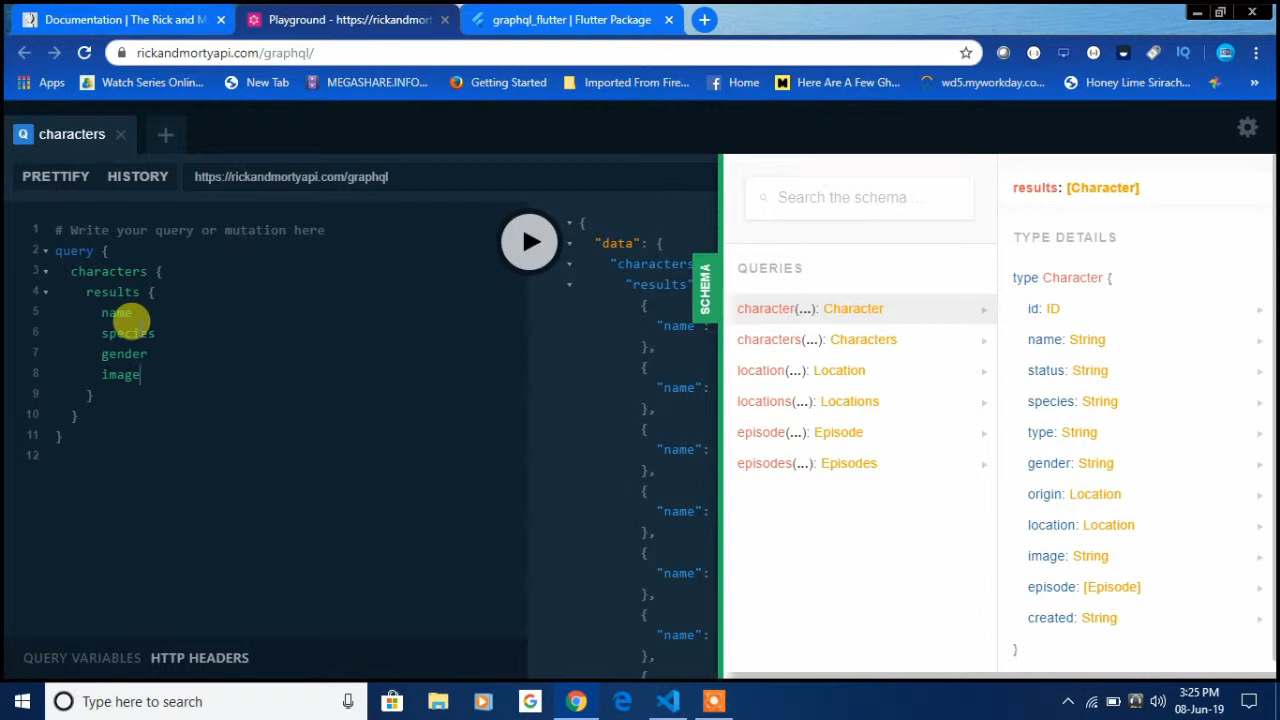 Documentation | The Rick and M
Playground - https://rickandmort
graphql_flutter | Flutter Package
rickandmortyapi.com/graphql/
Apps
Watch Series Online...
New Tab
MEGASHARE.INFO...
Getting Started
Imported From Fire...
Home
Here Are A Few Gh...
wd5.myworkday.co...
Honey Lime Srirach...
»
Q characters
PRETTIFY
HISTORY
https://rickandmortyapi.com/graphql
1 # Write your query or mutation here
2 query {
3 characters {
4 results {
5 name
6 species
7 gender
8 image
9 }
10 }
11 }
12
QUERY VARIABLES
HTTP HEADERS
{
"data": {
"characters
"results"
{
"name":
},
{
"name":
},
{
"name":
},
{
"name":
},
{
"name":
},
{
"name":
},
{
SCHEMA
Search the schema ...
QUERIES
character(...): Character
characters(...): Characters
location(...): Location
locations(...): Locations
episode(...): Episode
episodes(...): Episodes
results: [Character]
TYPE DETAILS
type Character {
id: ID
name: String
status: String
species: String
type: String
gender: String
origin: Location
location: Location
image: String
episode: [Episode]
created: String
}
Type here to search
3:25 PM
08-Jun-19